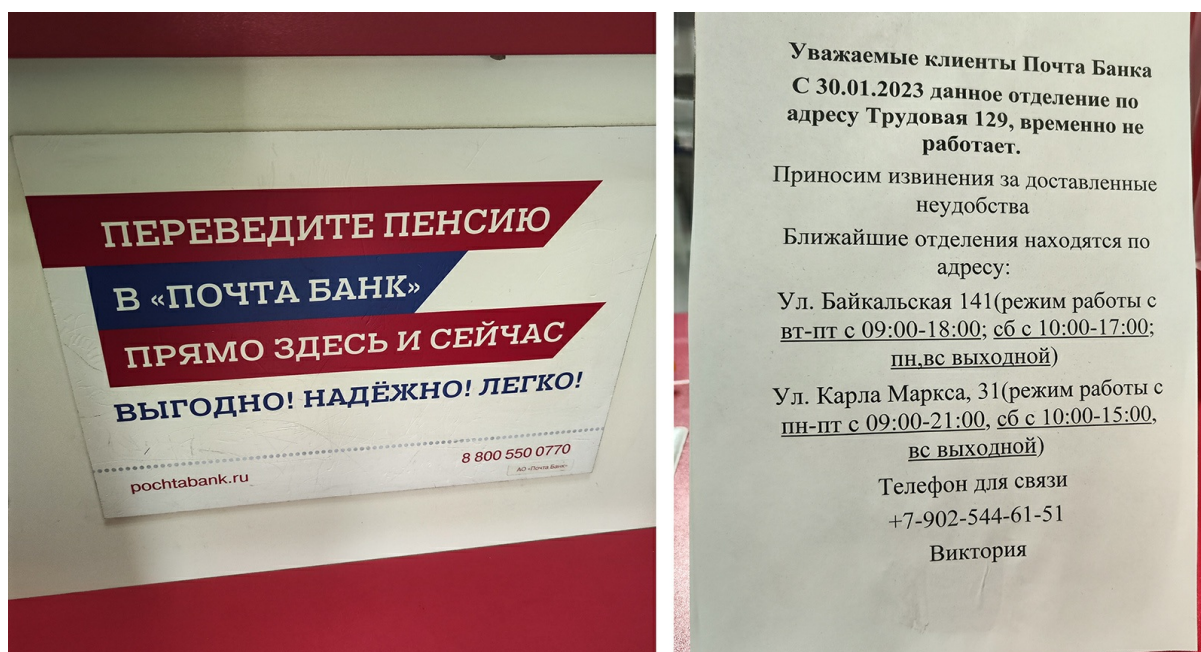 ПЕРЕВЕДИТЕ ПЕНСИЮ
В «ПОЧТА БАНК»
ПРЯМО ЗДЕСЬ И СЕЙЧАС
ВЫГОДНО! НАДЁЖНО! ЛЕГКО!
8 800 550 0770
АО «Почта Банк»
pochtabank.ru
Уважаемые клиенты Почта Банка
С 30.01.2023 данное отделение по
адресу Трудовая 129, временно не
работает.
Приносим извинения за доставленные
неудобства
Ближайшие отделения находятся по
адресу:
Ул. Байкальская 141(режим работы с
вт-пт с 09:00-18:00; сб с 10:00-17:00;
пн,вс выходной)
Ул. Карла Маркса, 31(режим работы с
пн-пт с 09:00-21:00, сб с 10:00-15:00,
вс выходной)
Телефон для связи
+7-902-544-61-51
Виктория